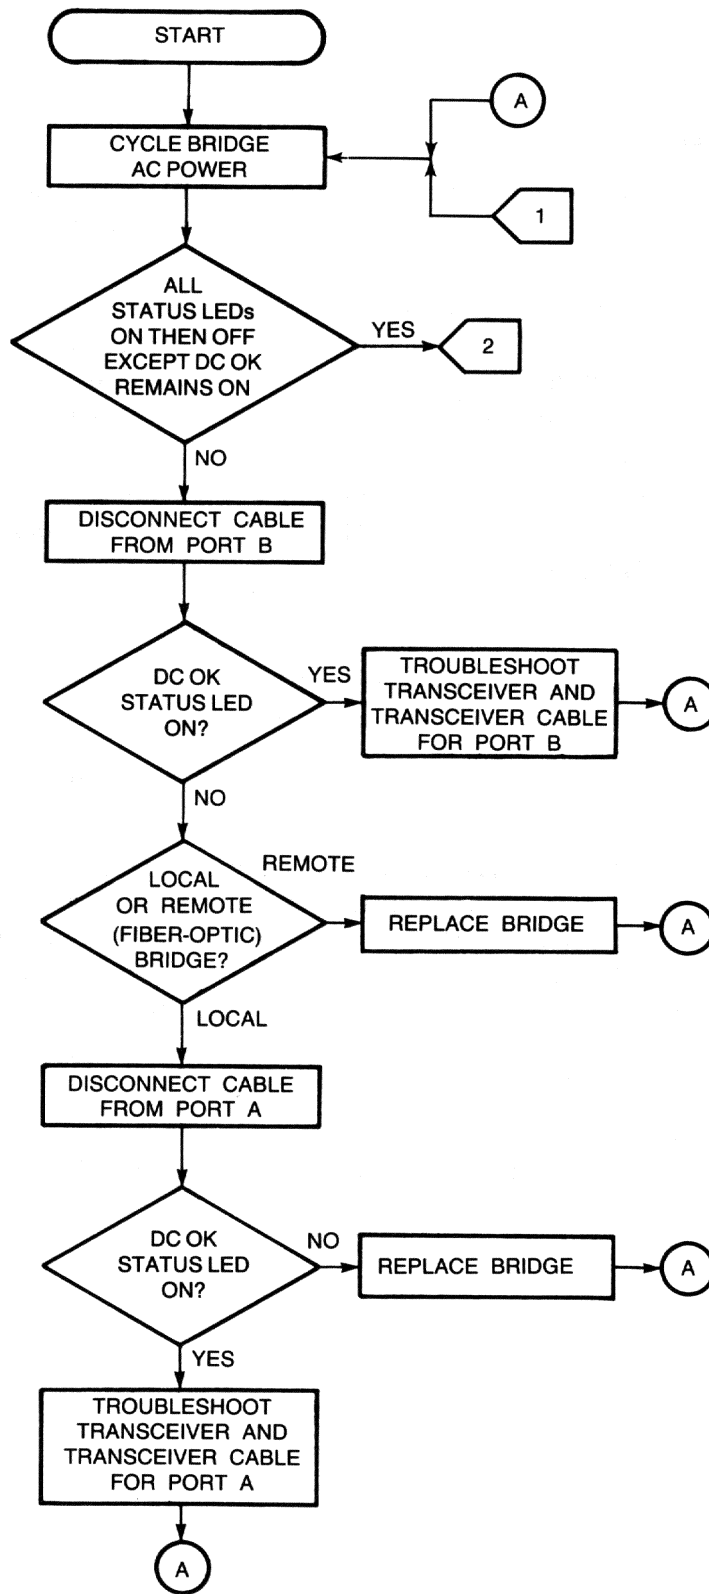 START
A
CYCLE BRIDGE
AC POWER
1
ALL
STATUS LEDs
ON THEN OFF
EXCEPT DC OK
REMAINS ON
YES
2
NO
DISCONNECT CABLE
FROM PORT B
DC OK
STATUS LED
ON?
YES
TROUBLESHOOT
TRANSCEIVER AND
TRANSCEIVER CABLE
FOR PORT B
A
NO
LOCAL
OR REMOTE
(FIBER-OPTIC)
BRIDGE?
REMOTE
REPLACE BRIDGE
A
LOCAL
DISCONNECT CABLE
FROM PORT A
DC OK
STATUS LED
ON?
NO
REPLACE BRIDGE
A
YES
TROUBLESHOOT
TRANSCEIVER AND
TRANSCEIVER CABLE
FOR PORT A
A